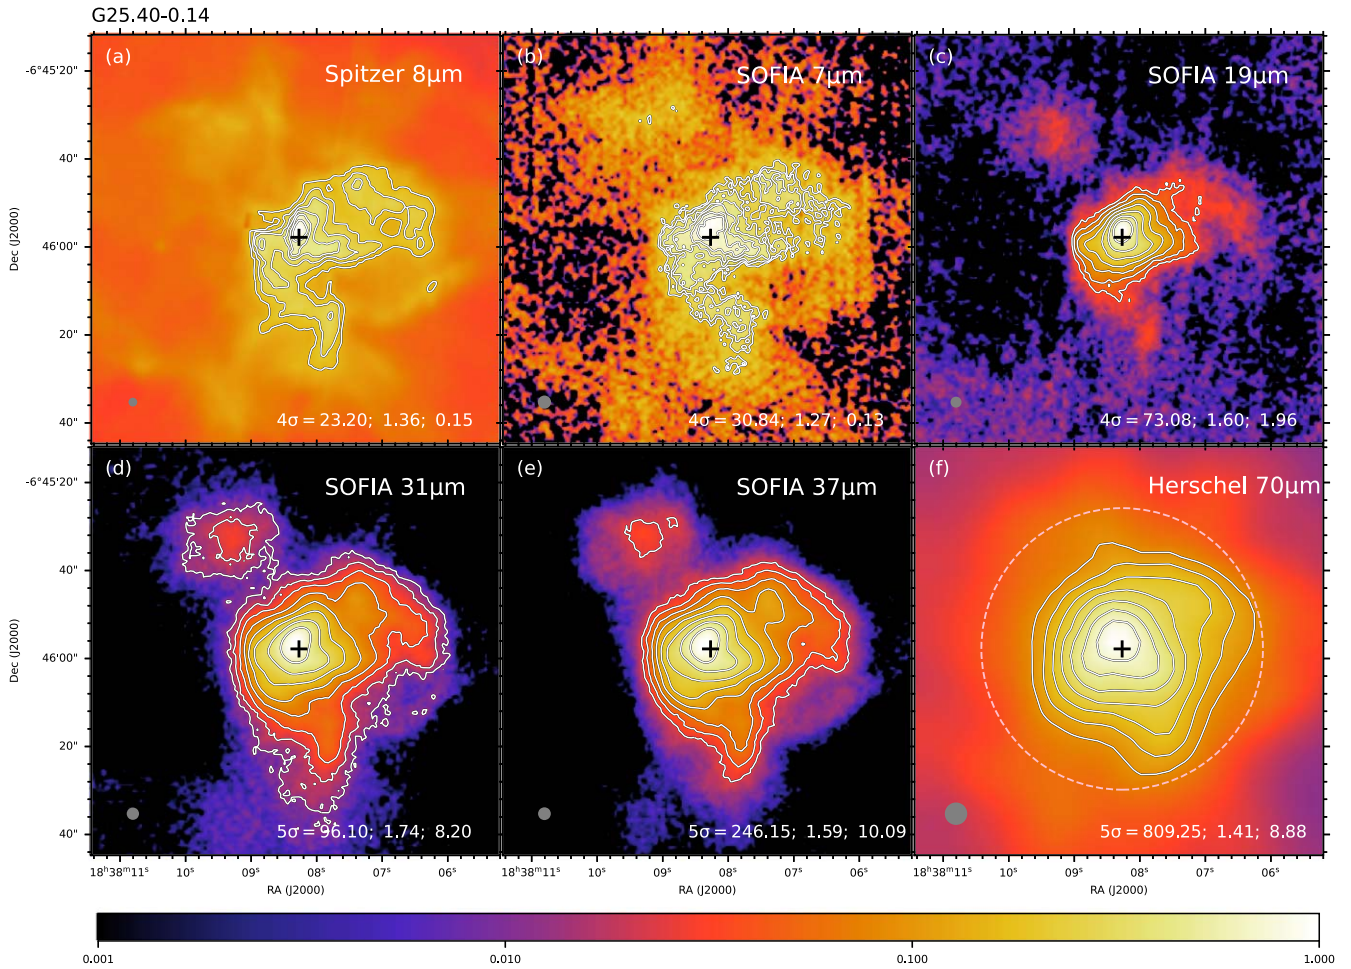 G25.40-0.14
(a) Spitzer 8μm
(b) SOFIA 7μm
(c) SOFIA 19μm
-6°45'20"
40"
46'00"
20"
40"
Dec (J2000)
4σ=23.20; 1.36; 0.15
4σ=30.84; 1.27; 0.13
4σ=73.08; 1.60; 1.96
(d) SOFIA 31μm
(e) SOFIA 37μm
(f) Herschel 70μm
-6°45'20"
40"
46'00"
20"
40"
Dec (J2000)
5σ=96.10; 1.74; 8.20
5σ=246.15; 1.59; 10.09
5σ=809.25; 1.41; 8.88
18ʰ38ᵐ11ˢ 10ˢ 09ˢ 08ˢ 07ˢ 06ˢ
18ʰ38ᵐ11ˢ 10ˢ 09ˢ 08ˢ 07ˢ 06ˢ
18ʰ38ᵐ11ˢ 10ˢ 09ˢ 08ˢ 07ˢ 06ˢ
RA (J2000)
RA (J2000)
RA (J2000)
0.001 0.010 0.100 1.000